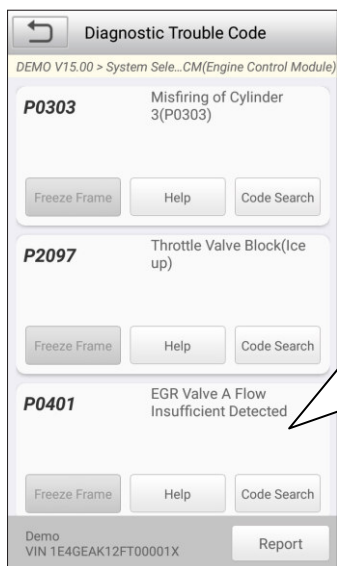 Diagnostic Trouble Code
DEMO V15.00 > System Sele...CM(Engine Control Module)
P0303
Misfiring of Cylinder
3(P0303)
Freeze Frame
Help
Code Search
P2097
Throttle Valve Block(Ice
up)
Freeze Frame
Help
Code Search
P0401
EGR Valve A Flow
Insufficient Detected
Freeze Frame
Help
Code Search
Demo
VIN 1E4GEAK12FT00001X
Report